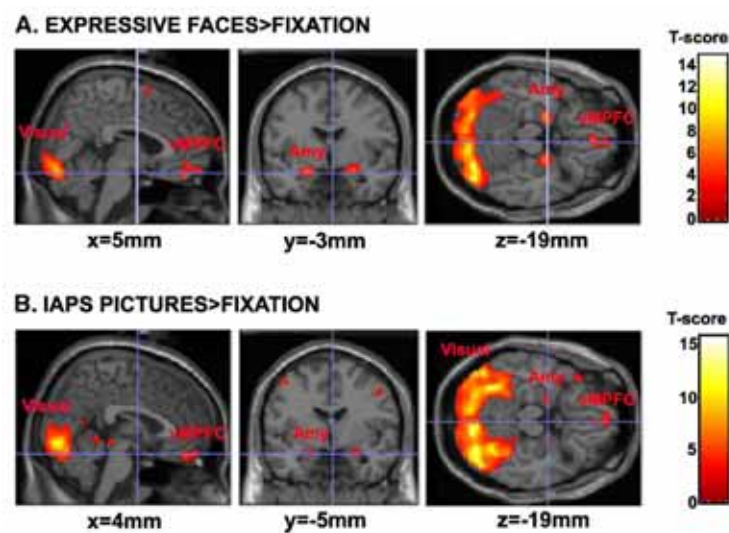 A. EXPRESSIVE FACES>FIXATION
T-score
Visual
vMPFC
Amy
Amy
vMPFC
14
12
10
8
6
4
2
0
x=5mm
y=-3mm
z=-19mm
B. IAPS PICTURES>FIXATION
T-score
Visual
vMPFC
Amy
Visual
Amy
vMPFC
15
10
5
0
x=4mm
y=-5mm
z=-19mm